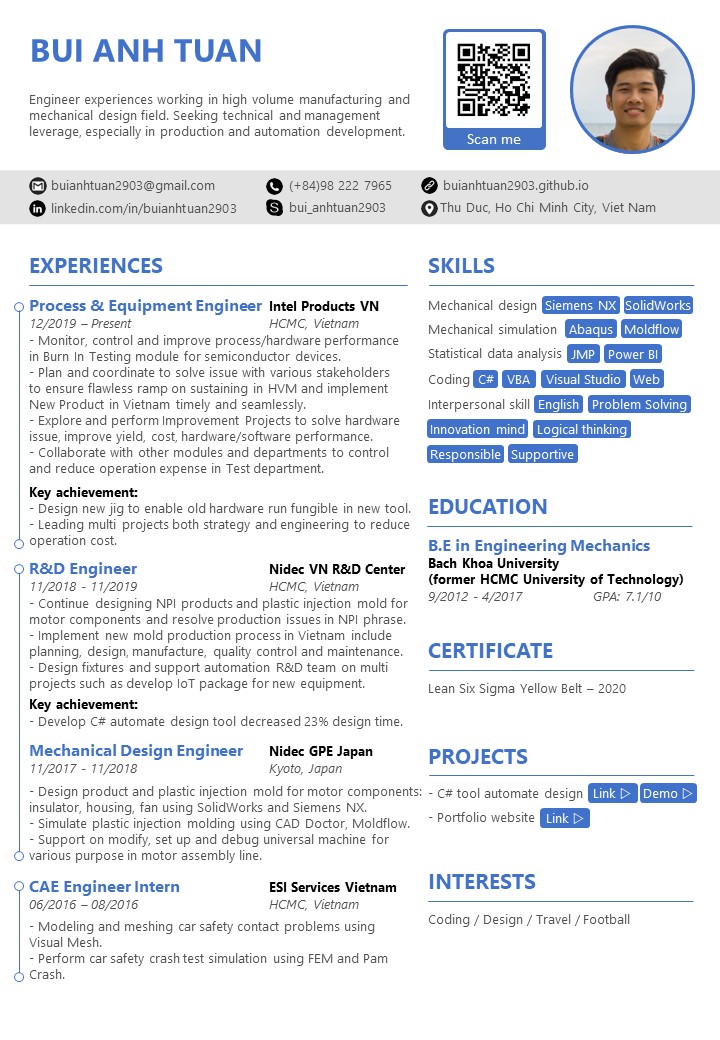 BUI ANH TUAN
Engineer experiences working in high volume manufacturing and
mechanical design field. Seeking technical and management
leverage, especially in production and automation development.
Scan me
buianhtuan2903@gmail.com
(+84)98 222 7965
buianhtuan2903.github.io
linkedin.com/in/buianhtuan2903
bui_anhtuan2903
Thu Duc, Ho Chi Minh City, Viet Nam
EXPERIENCES
Process & Equipment Engineer Intel Products VN
12/2019 – Present HCMC, Vietnam
- Monitor, control and improve process/hardware performance
in Burn In Testing module for semiconductor devices.
- Plan and coordinate to solve issue with various stakeholders
to ensure flawless ramp on sustaining in HVM and implement
New Product in Vietnam timely and seamlessly.
- Explore and perform Improvement Projects to solve hardware
issue, improve yield, cost, hardware/software performance.
- Collaborate with other modules and departments to control
and reduce operation expense in Test department.
Key achievement:
- Design new jig to enable old hardware run fungible in new tool.
- Leading multi projects both strategy and engineering to reduce
operation cost.
R&D Engineer Nidec VN R&D Center
11/2018 - 11/2019 HCMC, Vietnam
- Continue designing NPI products and plastic injection mold for
motor components and resolve production issues in NPI phrase.
- Implement new mold production process in Vietnam include
planning, design, manufacture, quality control and maintenance.
- Design fixtures and support automation R&D team on multi
projects such as develop IoT package for new equipment.
Key achievement:
- Develop C# automate design tool decreased 23% design time.
Mechanical Design Engineer Nidec GPE Japan
11/2017 - 11/2018 Kyoto, Japan
- Design product and plastic injection mold for motor components:
insulator, housing, fan using SolidWorks and Siemens NX.
- Simulate plastic injection molding using CAD Doctor, Moldflow.
- Support on modify, set up and debug universal machine for
various purpose in motor assembly line.
CAE Engineer Intern ESI Services Vietnam
06/2016 – 08/2016 HCMC, Vietnam
- Modeling and meshing car safety contact problems using
Visual Mesh.
- Perform car safety crash test simulation using FEM and Pam
Crash.
SKILLS
Mechanical design Siemens NX SolidWorks
Mechanical simulation Abaqus Moldflow
Statistical data analysis JMP Power BI
Coding C# VBA Visual Studio Web
Interpersonal skill English Problem Solving
Innovation mind Logical thinking
Responsible Supportive
EDUCATION
B.E in Engineering Mechanics
Bach Khoa University
(former HCMC University of Technology)
9/2012 - 4/2017 GPA: 7.1/10
CERTIFICATE
Lean Six Sigma Yellow Belt – 2020
PROJECTS
- C# tool automate design Link ▷ Demo ▷
- Portfolio website Link ▷
INTERESTS
Coding / Design / Travel / Football